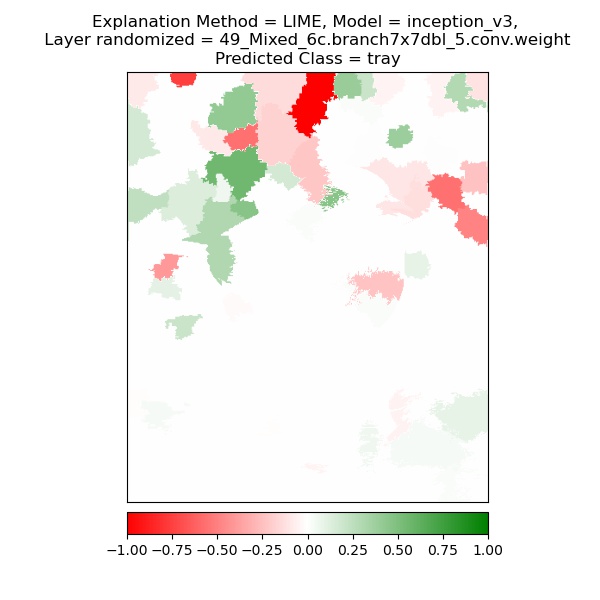 Explanation Method = LIME, Model = inception_v3,
Layer randomized = 49_Mixed_6c.branch7x7dbl_5.conv.weight
Predicted Class = tray
−1.00 −0.75 −0.50 −0.25 0.00 0.25 0.50 0.75 1.00